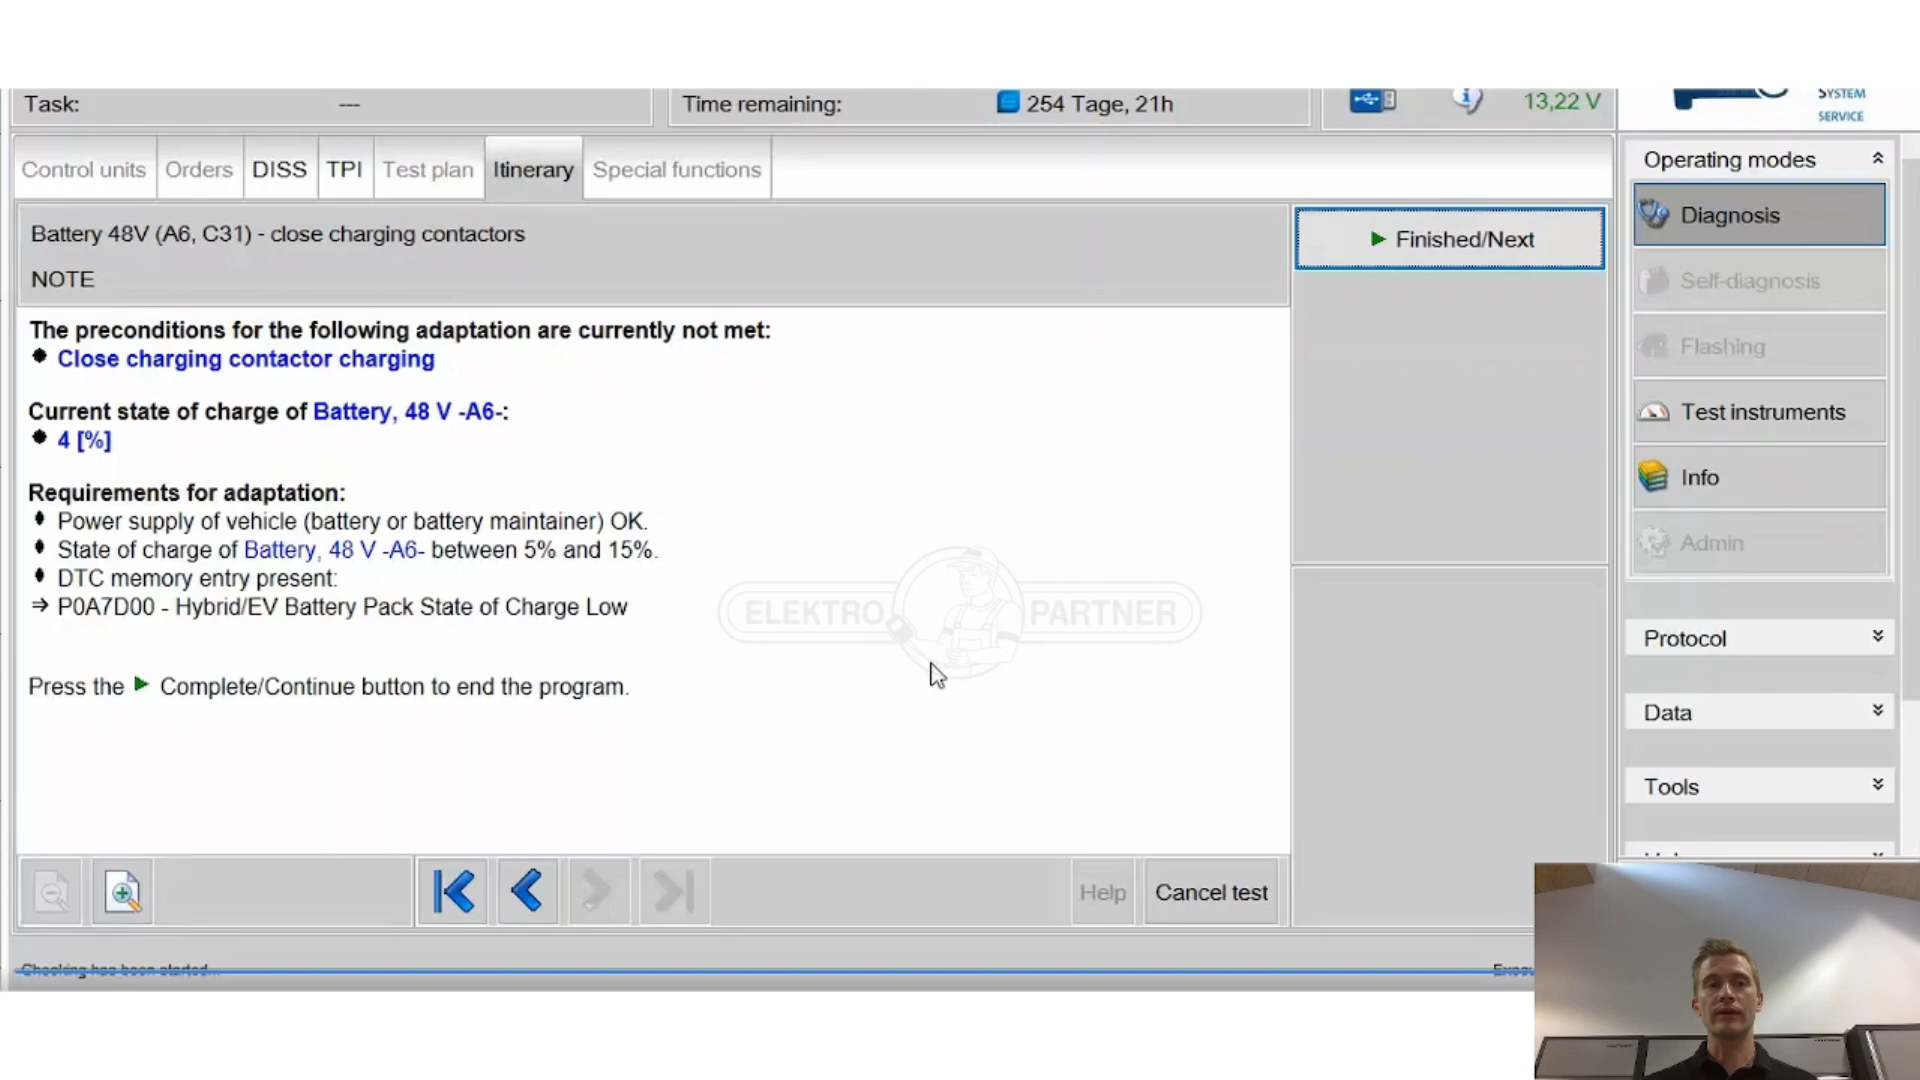 Task: ---
Time remaining: 254 Tage, 21h
13,22 V
SYSTEM
SERVICE
Control units
Orders
DISS
TPI
Test plan
Itinerary
Special functions
Operating modes
Battery 48V (A6, C31) - close charging contactors
NOTE
Finished/Next
Diagnosis
Self-diagnosis
Flashing
Test instruments
Info
Admin
The preconditions for the following adaptation are currently not met:
Close charging contactor charging
Current state of charge of Battery, 48 V -A6-:
4 [%]
Requirements for adaptation:
Power supply of vehicle (battery or battery maintainer) OK.
State of charge of Battery, 48 V -A6- between 5% and 15%.
DTC memory entry present:
⇒ P0A7D00 - Hybrid/EV Battery Pack State of Charge Low
ELEKTRO PARTNER
Press the ▶ Complete/Continue button to end the program.
Protocol
Data
Tools
Help
Cancel test
Checking has been started...